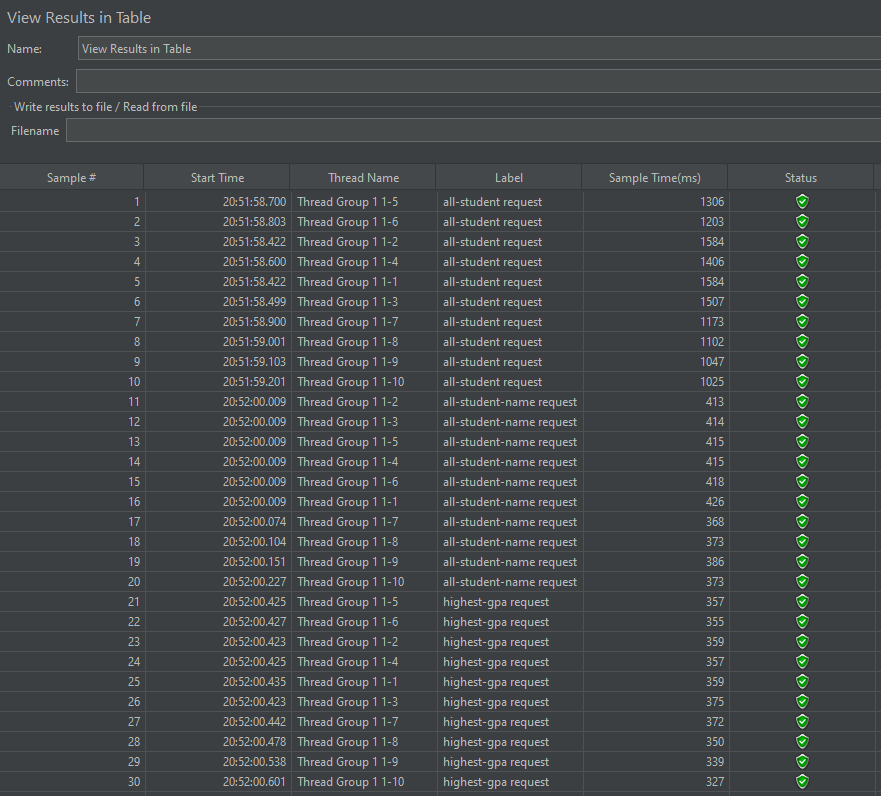 View Results in Table
Name: View Results in Table
Comments:
Write results to file / Read from file
Filename
Sample # Start Time Thread Name Label Sample Time(ms) Status
1 20:51:58.700 Thread Group 1 1-5 all-student request 1306
2 20:51:58.803 Thread Group 1 1-6 all-student request 1203
3 20:51:58.422 Thread Group 1 1-2 all-student request 1584
4 20:51:58.600 Thread Group 1 1-4 all-student request 1406
5 20:51:58.422 Thread Group 1 1-1 all-student request 1584
6 20:51:58.499 Thread Group 1 1-3 all-student request 1507
7 20:51:58.900 Thread Group 1 1-7 all-student request 1173
8 20:51:59.001 Thread Group 1 1-8 all-student request 1102
9 20:51:59.103 Thread Group 1 1-9 all-student request 1047
10 20:51:59.201 Thread Group 1 1-10 all-student request 1025
11 20:52:00.009 Thread Group 1 1-2 all-student-name request 413
12 20:52:00.009 Thread Group 1 1-3 all-student-name request 414
13 20:52:00.009 Thread Group 1 1-5 all-student-name request 415
14 20:52:00.009 Thread Group 1 1-4 all-student-name request 415
15 20:52:00.009 Thread Group 1 1-6 all-student-name request 418
16 20:52:00.009 Thread Group 1 1-1 all-student-name request 426
17 20:52:00.074 Thread Group 1 1-7 all-student-name request 368
18 20:52:00.104 Thread Group 1 1-8 all-student-name request 373
19 20:52:00.151 Thread Group 1 1-9 all-student-name request 386
20 20:52:00.227 Thread Group 1 1-10 all-student-name request 373
21 20:52:00.425 Thread Group 1 1-5 highest-gpa request 357
22 20:52:00.427 Thread Group 1 1-6 highest-gpa request 355
23 20:52:00.423 Thread Group 1 1-2 highest-gpa request 359
24 20:52:00.425 Thread Group 1 1-4 highest-gpa request 357
25 20:52:00.435 Thread Group 1 1-1 highest-gpa request 359
26 20:52:00.423 Thread Group 1 1-3 highest-gpa request 375
27 20:52:00.442 Thread Group 1 1-7 highest-gpa request 372
28 20:52:00.478 Thread Group 1 1-8 highest-gpa request 350
29 20:52:00.538 Thread Group 1 1-9 highest-gpa request 339
30 20:52:00.601 Thread Group 1 1-10 highest-gpa request 327